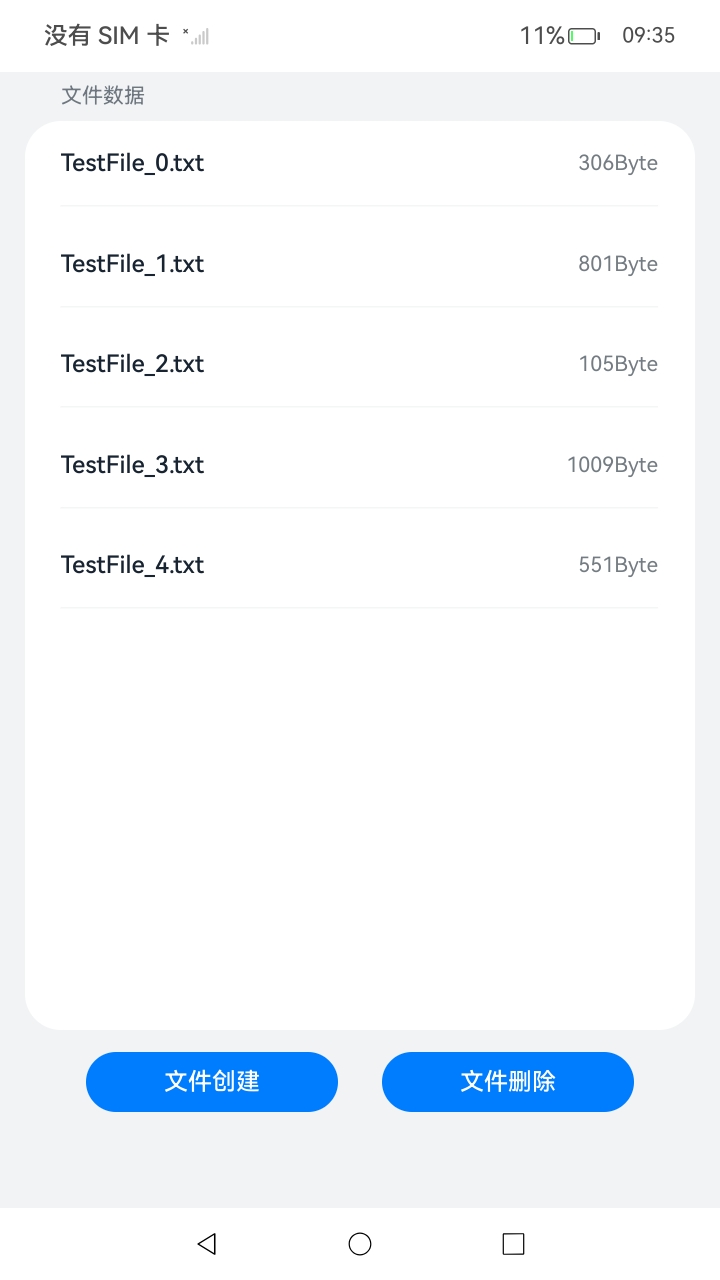 没有 SIM 卡 11% 09:35
文件数据
TestFile_0.txt 306Byte
TestFile_1.txt 801Byte
TestFile_2.txt 105Byte
TestFile_3.txt 1009Byte
TestFile_4.txt 551Byte
文件创建 文件删除